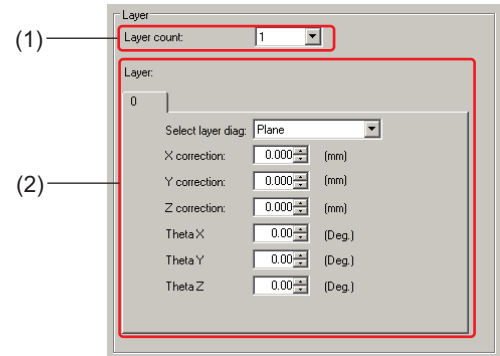 Layer
(1)
Layer count: 1
(2)
Layer:
0
Select layer diag: Plane
X correction: 0.000 (mm)
Y correction: 0.000 (mm)
Z correction: 0.000 (mm)
Theta X 0.00 (Deg.)
Theta Y 0.00 (Deg.)
Theta Z 0.00 (Deg.)